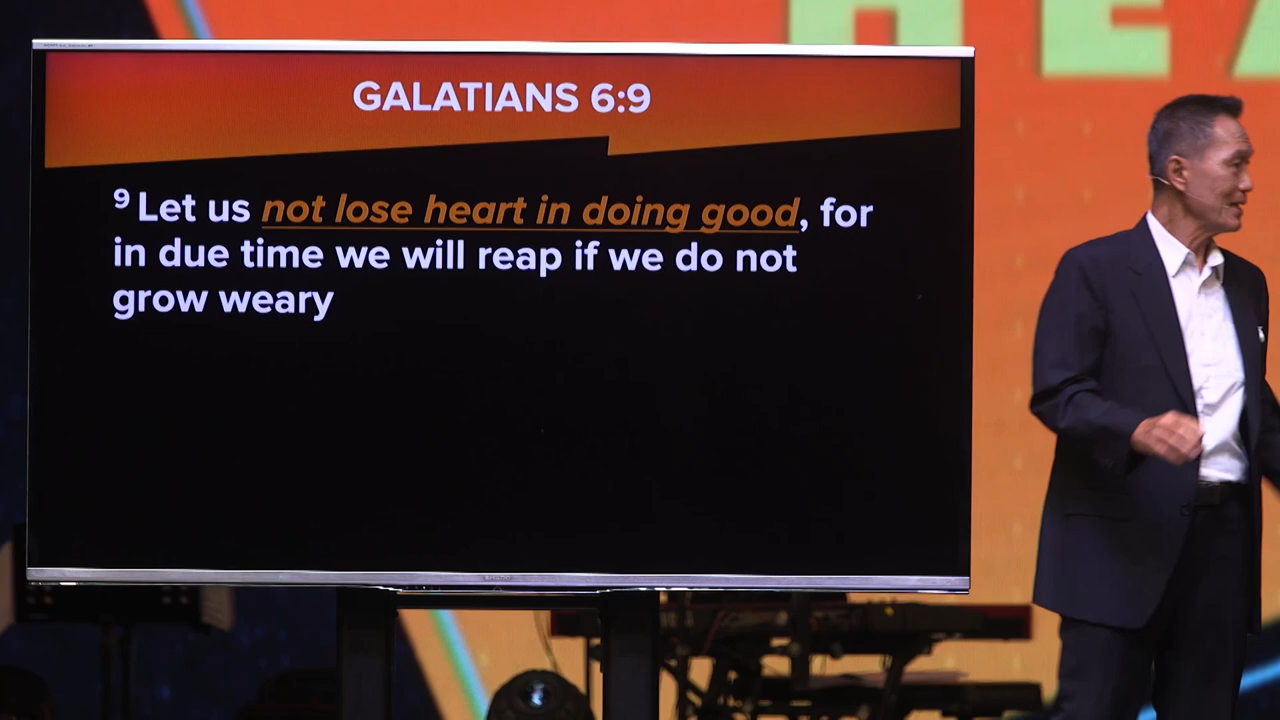 HEA
GALATIANS 6:9
⁹ Let us not lose heart in doing good, for
in due time we will reap if we do not
grow weary